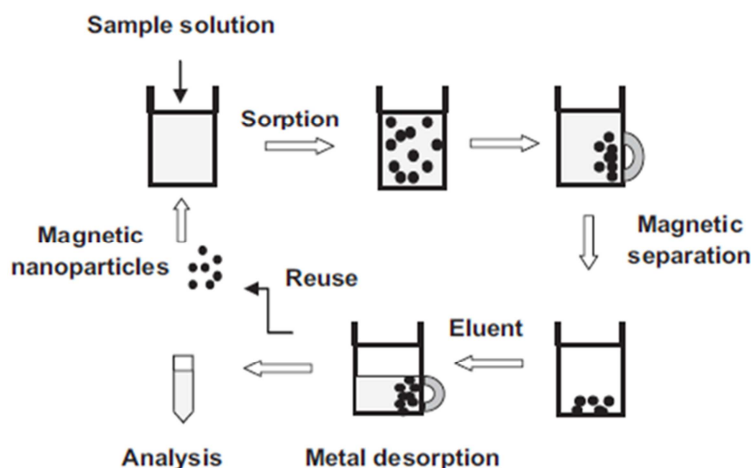 Sample solution
Sorption
Magnetic
nanoparticles
Magnetic
separation
Reuse
Eluent
Analysis
Metal desorption